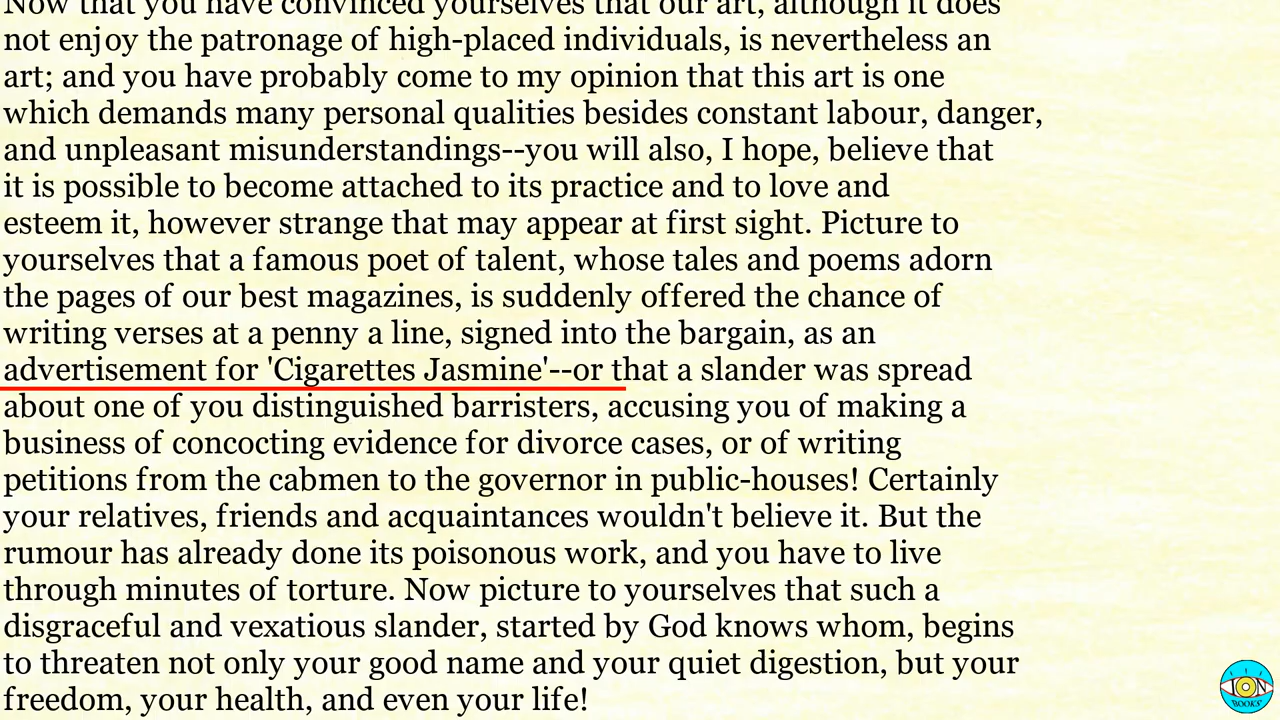 Now that you have convinced yourselves that our art, although it does
not enjoy the patronage of high-placed individuals, is nevertheless an
art; and you have probably come to my opinion that this art is one
which demands many personal qualities besides constant labour, danger,
and unpleasant misunderstandings--you will also, I hope, believe that
it is possible to become attached to its practice and to love and
esteem it, however strange that may appear at first sight. Picture to
yourselves that a famous poet of talent, whose tales and poems adorn
the pages of our best magazines, is suddenly offered the chance of
writing verses at a penny a line, signed into the bargain, as an
advertisement for 'Cigarettes Jasmine'--or that a slander was spread
about one of you distinguished barristers, accusing you of making a
business of concocting evidence for divorce cases, or of writing
petitions from the cabmen to the governor in public-houses! Certainly
your relatives, friends and acquaintances wouldn't believe it. But the
rumour has already done its poisonous work, and you have to live
through minutes of torture. Now picture to yourselves that such a
disgraceful and vexatious slander, started by God knows whom, begins
to threaten not only your good name and your quiet digestion, but your
freedom, your health, and even your life!
ION
BOOKS